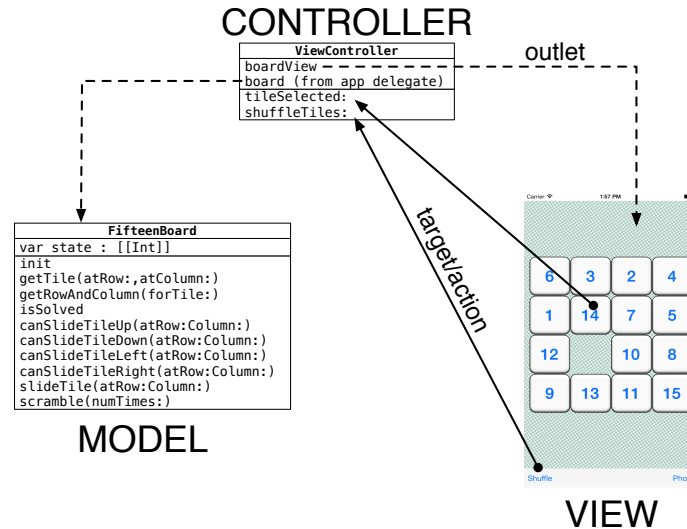 CONTROLLER
ViewController
boardView
board (from app delegate)
tileSelected:
shuffleTiles:
outlet
target/action
FifteenBoard
var state : [[Int]]
init
getTile(atRow:,atColumn:)
getRowAndColumn(forTile:)
isSolved
canSlideTileUp(atRow:Column:)
canSlideTileDown(atRow:Column:)
canSlideTileLeft(atRow:Column:)
canSlideTileRight(atRow:Column:)
slideTile(atRow:Column:)
scramble(numTimes:)
MODEL
Carrier 1:57 PM
6 3 2 4
1 14 7 5
12 10 8
9 13 11 15
Shuffle Pho
VIEW